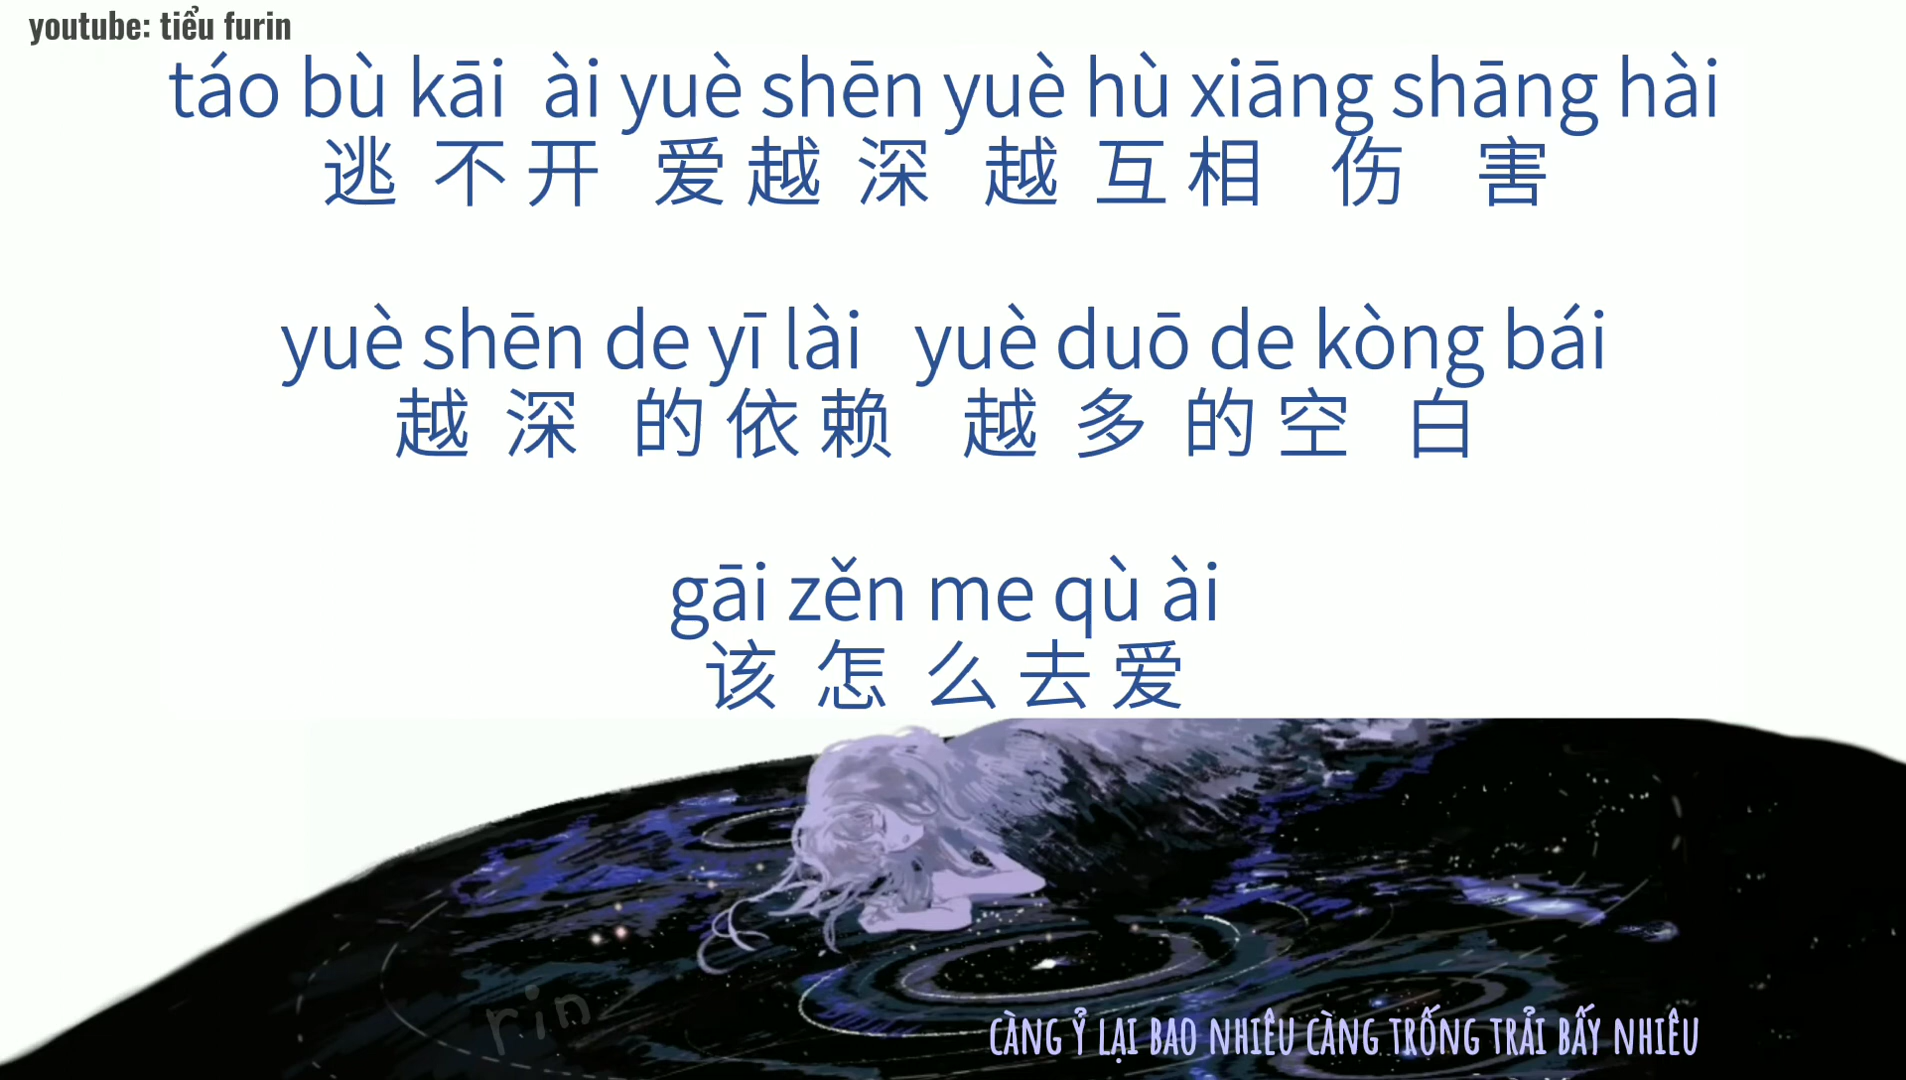 youtube: tiểu furin
táo bù kāi ài yuè shēn yuè hù xiāng shāng hài
逃 不 开 爱 越 深 越 互 相 伤 害
yuè shēn de yī lài yuè duō de kòng bái
越 深 的 依 赖 越 多 的 空 白
gāi zěn me qù ài
该 怎 么 去 爱
rin
CÀNG Ỷ LẠI BAO NHIÊU CÀNG TRỐNG TRẢI BẤY NHIÊU